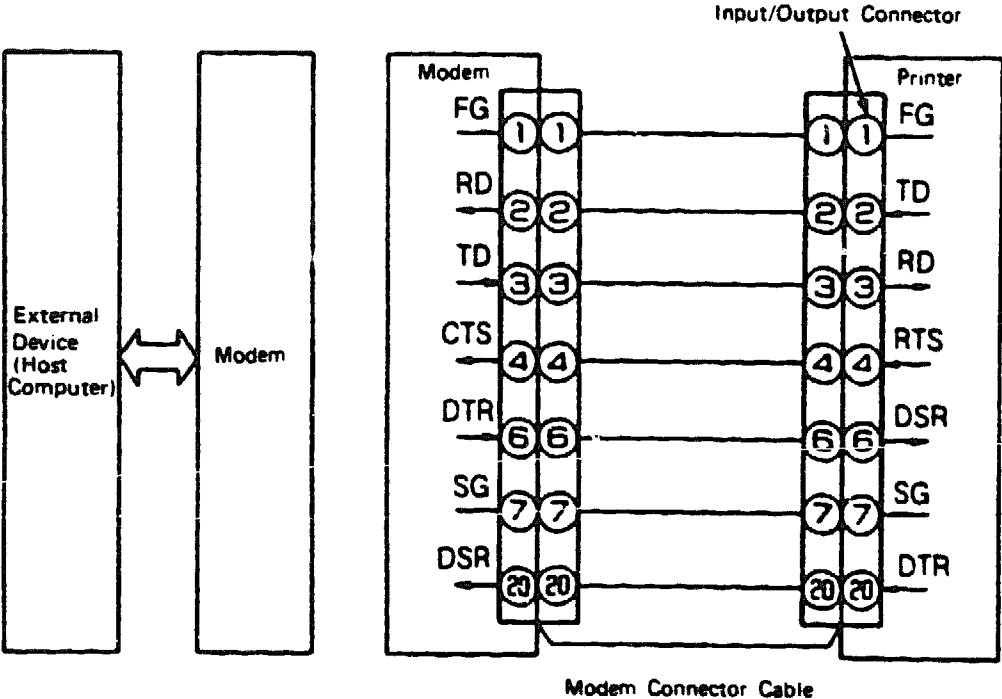 Input/Output Connector
Modem
Printer
FG
1 1
1 1
FG
RD
2 2
2 2
TD
TD
3 3
3 3
RD
External
Device
(Host
Computer)
Modem
CTS
4 4
4 4
RTS
DTR
6 6
6 6
DSR
SG
7 7
7 7
SG
DSR
20 20
20 20
DTR
Modem Connector Cable